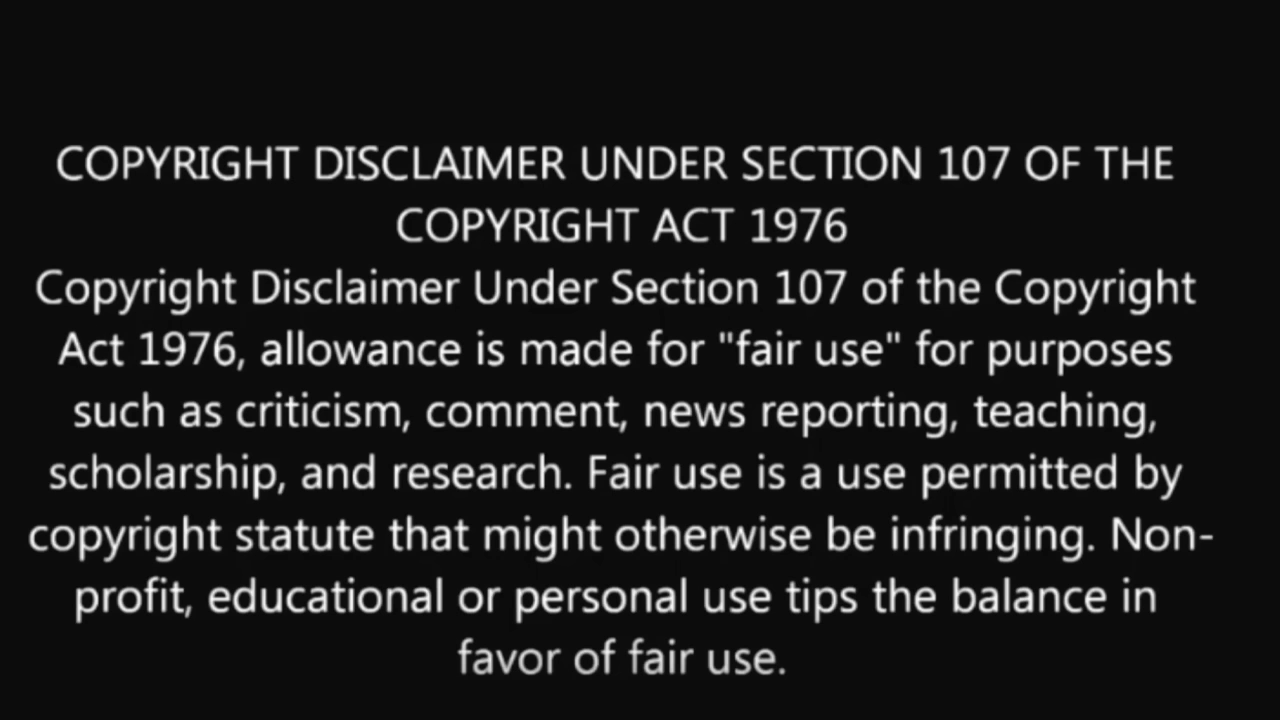 COPYRIGHT DISCLAIMER UNDER SECTION 107 OF THE
COPYRIGHT ACT 1976
Copyright Disclaimer Under Section 107 of the Copyright
Act 1976, allowance is made for "fair use" for purposes
such as criticism, comment, news reporting, teaching,
scholarship, and research. Fair use is a use permitted by
copyright statute that might otherwise be infringing. Non-
profit, educational or personal use tips the balance in
favor of fair use.